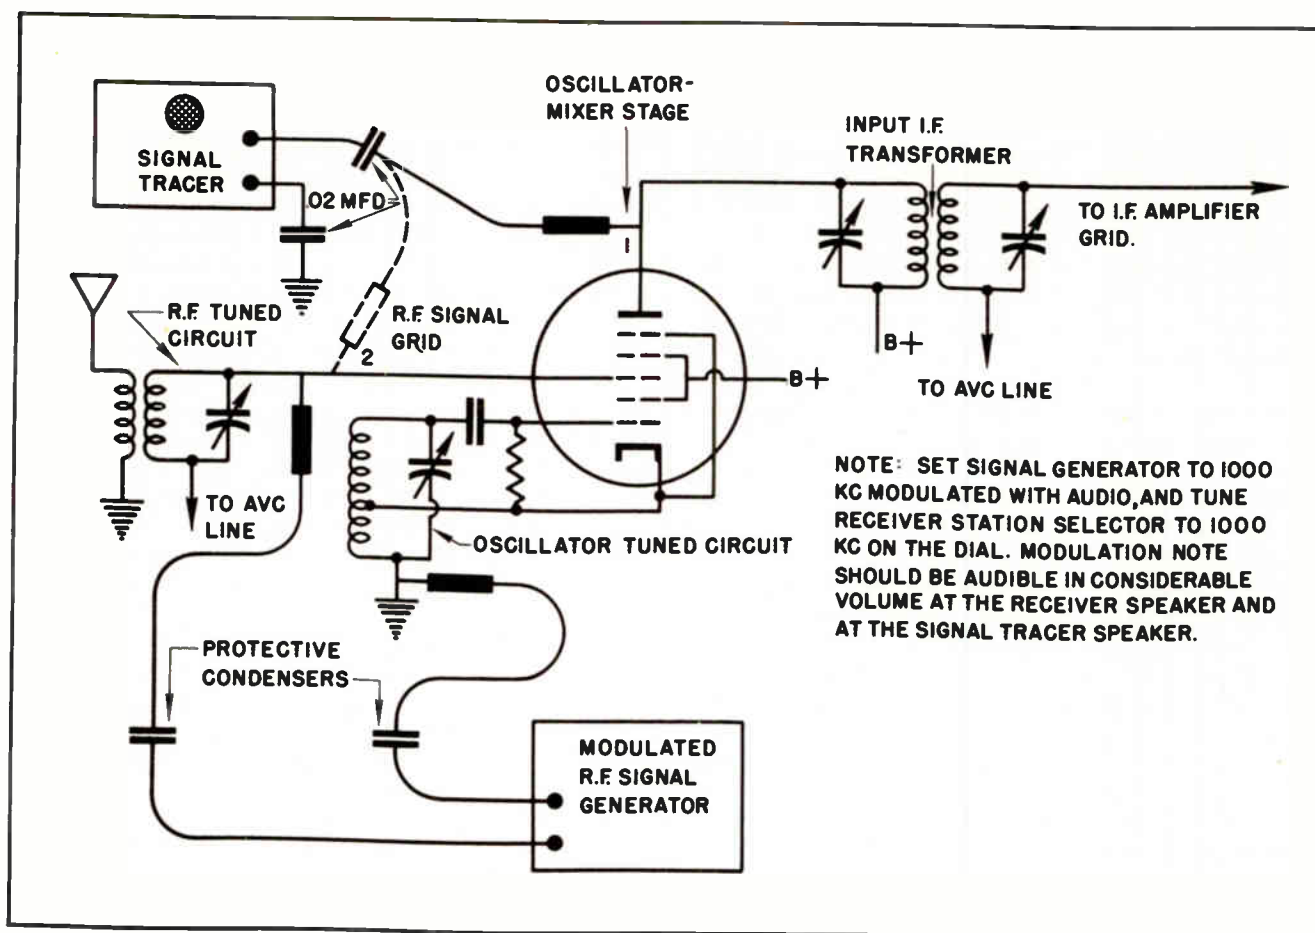 SIGNAL
TRACER
.02 MFD
OSCILLATOR-
MIXER STAGE
1
INPUT I.F.
TRANSFORMER
TO I.F. AMPLIFIER
GRID.
B+
TO AVC LINE
R.F. TUNED
CIRCUIT
R.F. SIGNAL
GRID
2
B+
TO AVC
LINE
OSCILLATOR TUNED CIRCUIT
NOTE: SET SIGNAL GENERATOR TO 1000
KC MODULATED WITH AUDIO, AND TUNE
RECEIVER STATION SELECTOR TO 1000
KC ON THE DIAL. MODULATION NOTE
SHOULD BE AUDIBLE IN CONSIDERABLE
VOLUME AT THE RECEIVER SPEAKER AND
AT THE SIGNAL TRACER SPEAKER.
PROTECTIVE
CONDENSERS
MODULATED
R.F. SIGNAL
GENERATOR